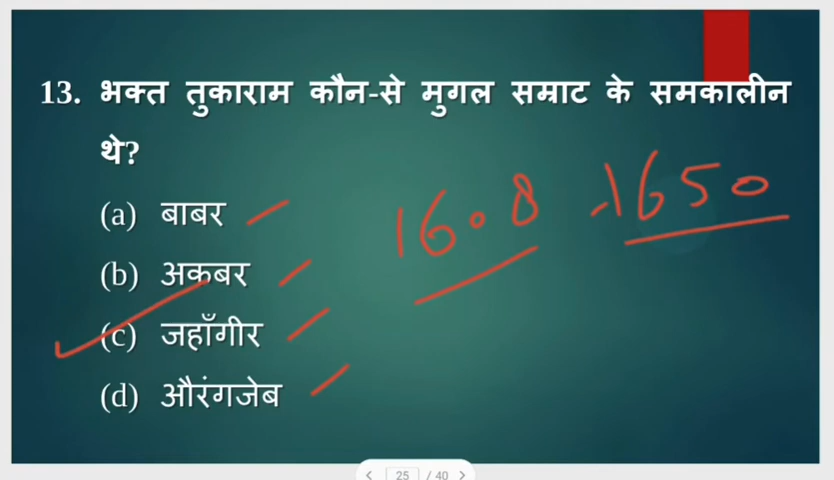 13. भक्त तुकाराम कौन-से मुगल सम्राट के समकालीन
थे?
(a) बाबर
(b) अकबर
(c) जहाँगीर
(d) औरंगजेब
1608 -1650
25 / 40